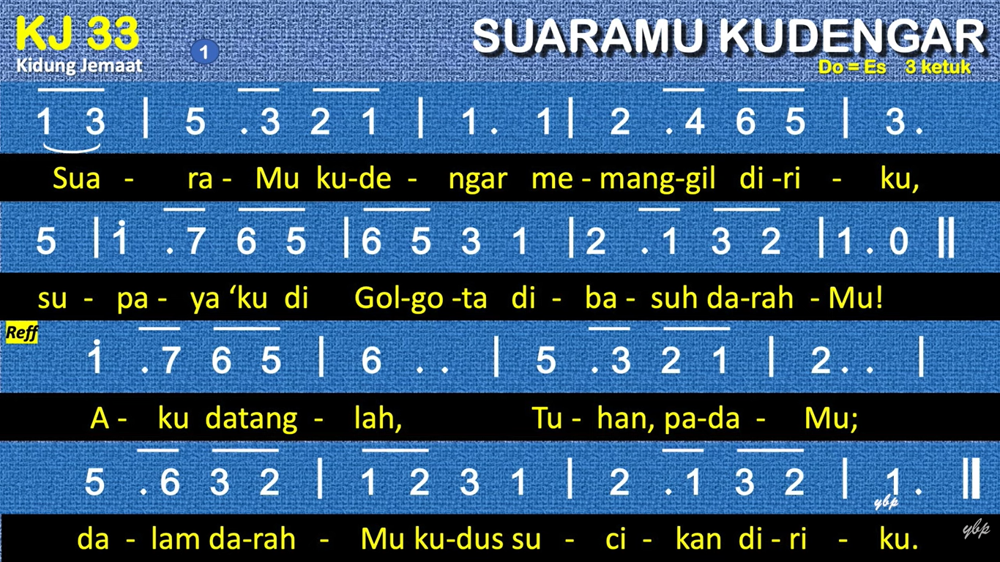 KJ 33
Kidung Jemaat
1
SUARAMU KUDENGAR
Do = Es 3 ketuk
1 3 | 5 . 3 2 1 | 1 . 1 | 2 . 4 6 5 | 3 .
Sua - ra - Mu ku-de - ngar me - mang-gil di -ri - ku,
5 | i . 7 6 5 | 6 5 3 1 | 2 . 1 3 2 | 1 . 0 ||
su - pa - ya ‘ku di Gol-go -ta di - ba - suh da-rah - Mu!
Reff
i . 7 6 5 | 6 . . | 5 . 3 2 1 | 2 . . |
A - ku datang - lah, Tu - han, pa-da - Mu;
5 . 6 3 2 | 1 2 3 1 | 2 . 1 3 2 | 1 . ||
ybp
da - lam da-rah - Mu ku-dus su - ci - kan di - ri - ku.
ybp